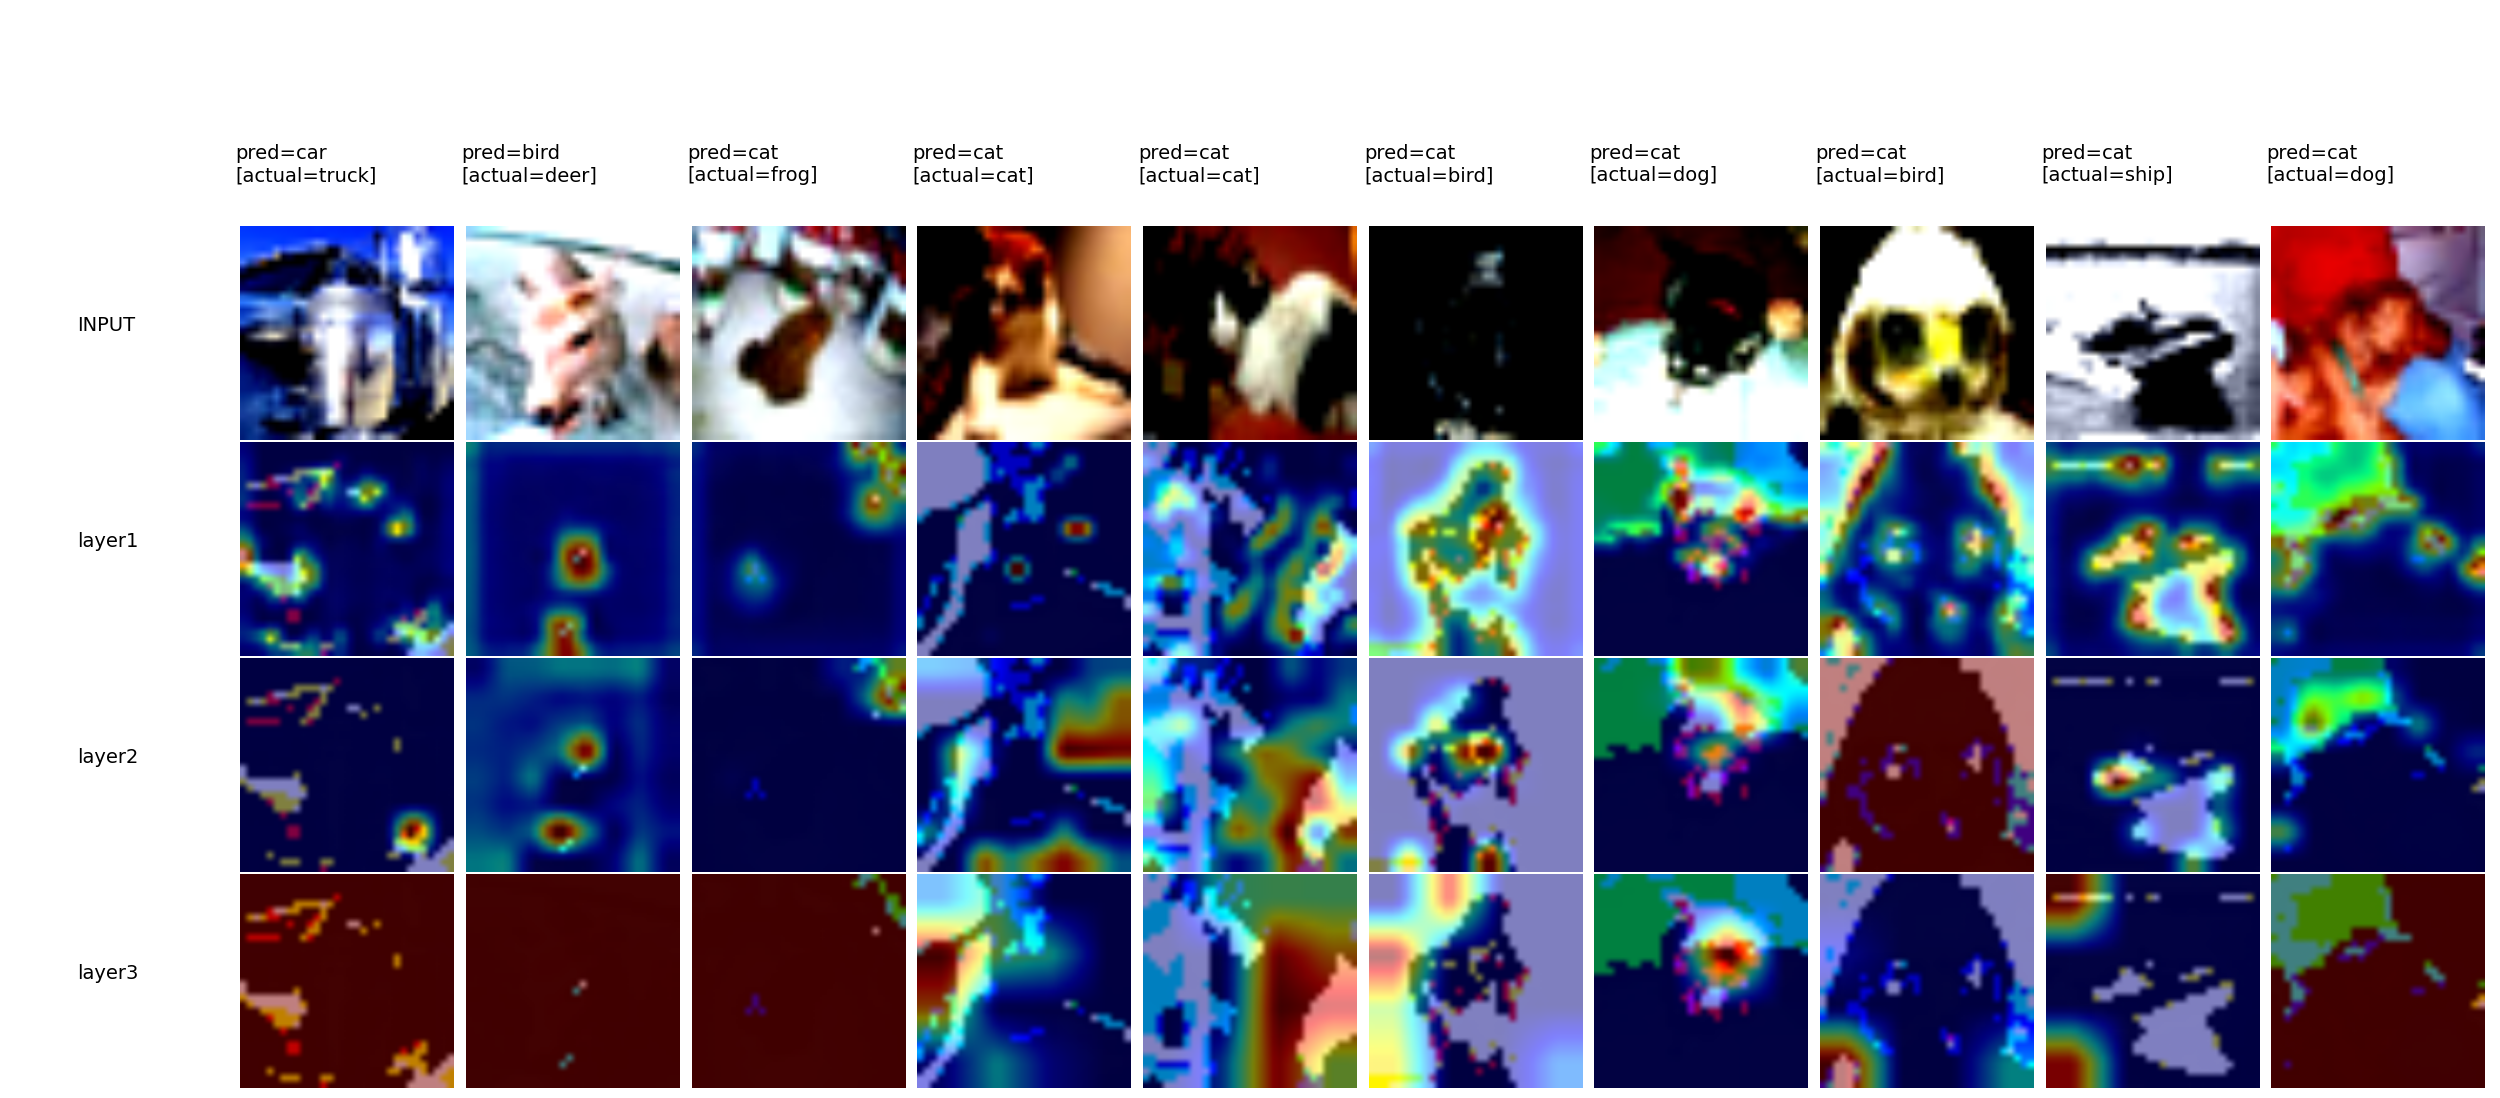 pred=car
[actual=truck]
pred=bird
[actual=deer]
pred=cat
[actual=frog]
pred=cat
[actual=cat]
pred=cat
[actual=cat]
pred=cat
[actual=bird]
pred=cat
[actual=dog]
pred=cat
[actual=bird]
pred=cat
[actual=ship]
pred=cat
[actual=dog]
INPUT
layer1
layer2
layer3